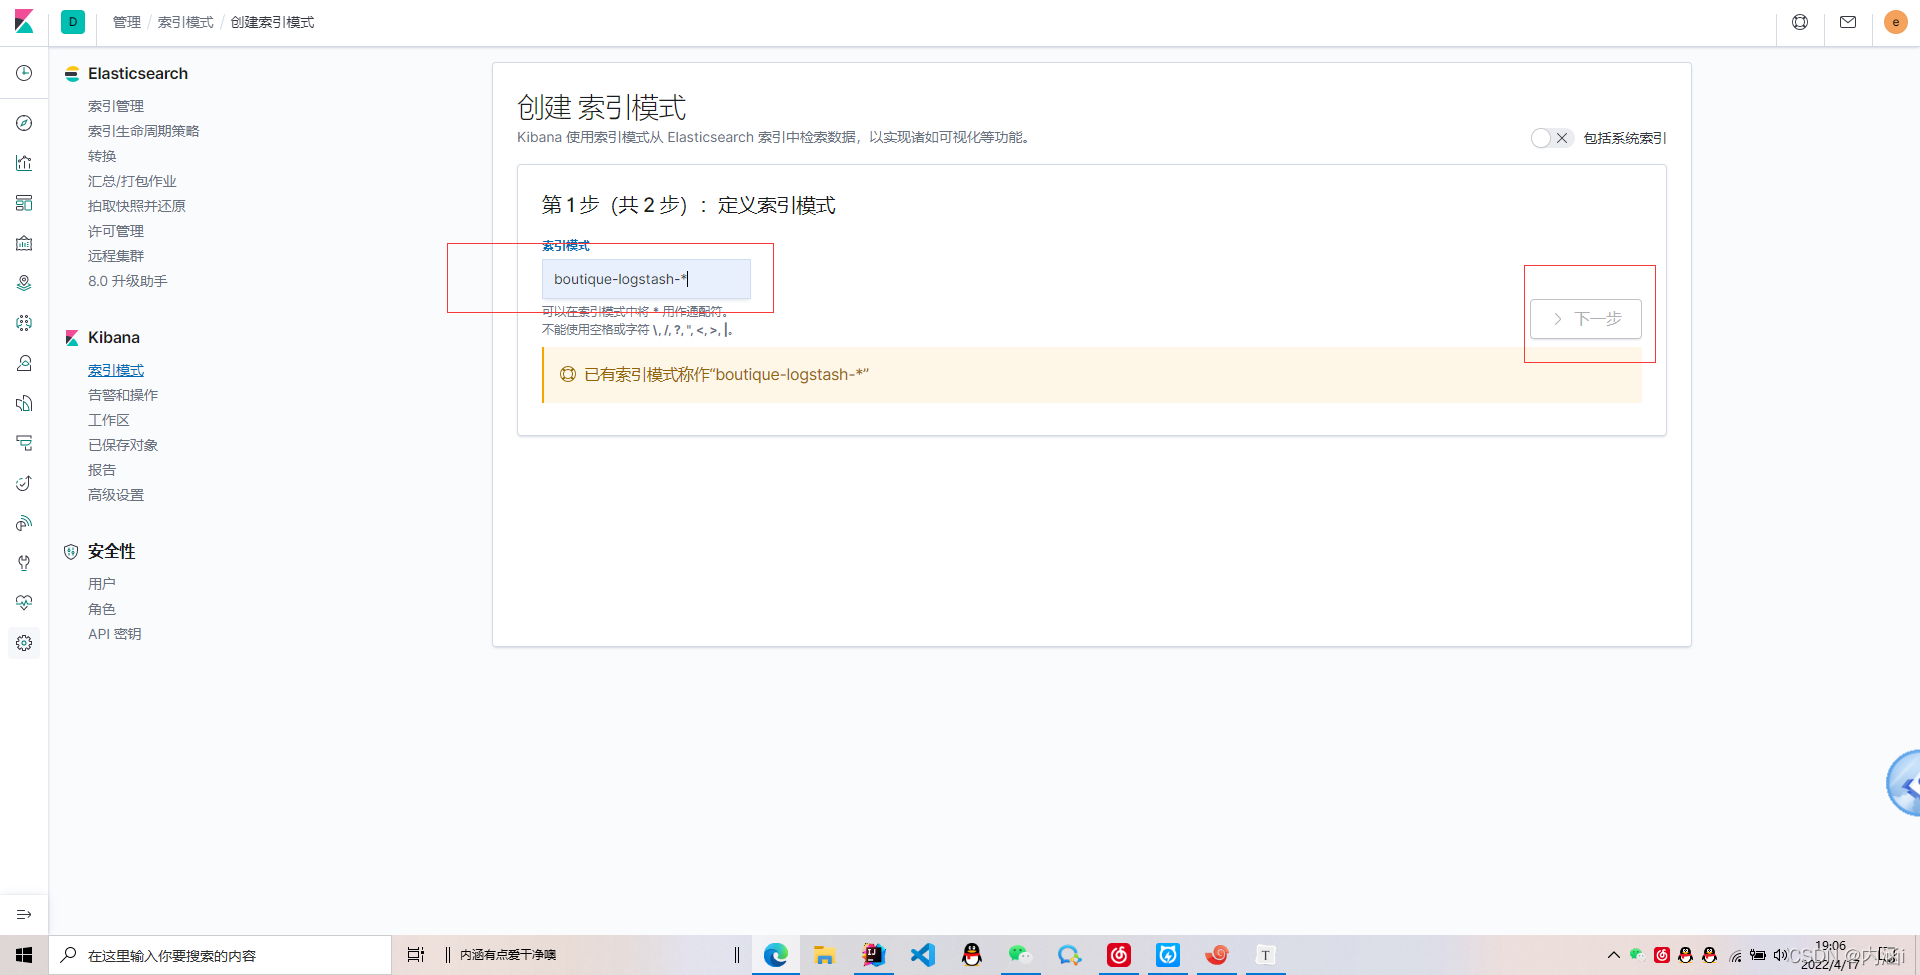 D
管理 / 索引模式 / 创建索引模式
e
Elasticsearch
索引管理
索引生命周期策略
转换
汇总/打包作业
拍取快照并还原
许可管理
远程集群
8.0 升级助手
Kibana
索引模式
告警和操作
工作区
已保存对象
报告
高级设置
安全性
用户
角色
API 密钥
创建 索引模式
Kibana 使用索引模式从 Elasticsearch 索引中检索数据，以实现诸如可视化等功能。
包括系统索引
第 1 步（共 2 步）：定义索引模式
索引模式
boutique-logstash-*
可以在索引模式中将 * 用作通配符。
不能使用空格或字符 \, /, ?, ", <, >, |。
下一步
已有索引模式称作“boutique-logstash-*”
在这里输入你要搜索的内容
内涵有点爱干净噢
T
19:06
2022/4/17
CSDN @内涵i